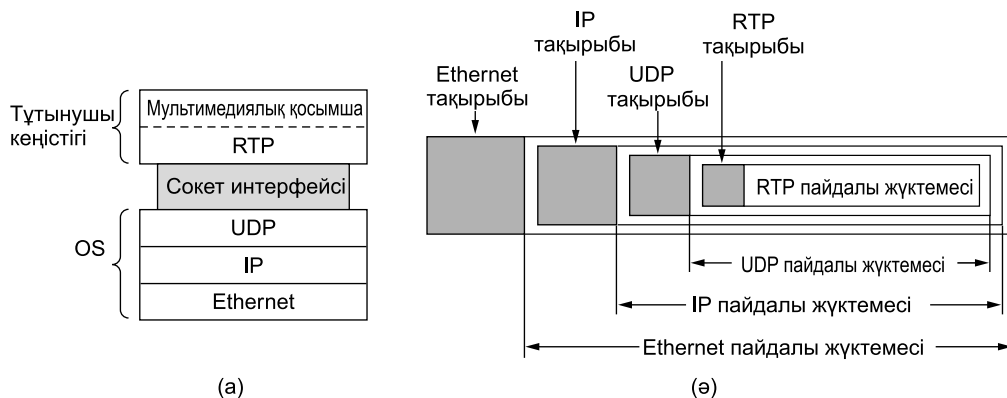 Тұтынушы
кеңістігі
Мультимедиялық қосымша
RTP
Сокет интерфейсі
OS
UDP
IP
Ethernet
(а)
Ethernet
тақырыбы
IP
тақырыбы
UDP
тақырыбы
RTP
тақырыбы
RTP пайдалы жүктемесі
UDP пайдалы жүктемесі
IP пайдалы жүктемесі
Ethernet пайдалы жүктемесі
(ə)